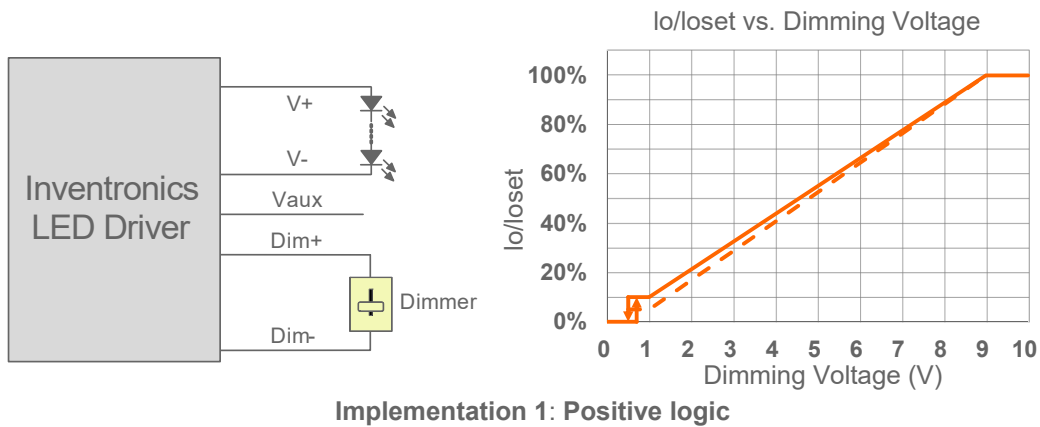 Io/Ioset vs. Dimming Voltage
Inventronics
LED Driver
V+
V-
Vaux
Dim+
Dimmer
Dim-
Io/Ioset
100%
80%
60%
40%
20%
0%
0 1 2 3 4 5 6 7 8 9 10
Dimming Voltage (V)
Implementation 1: Positive logic